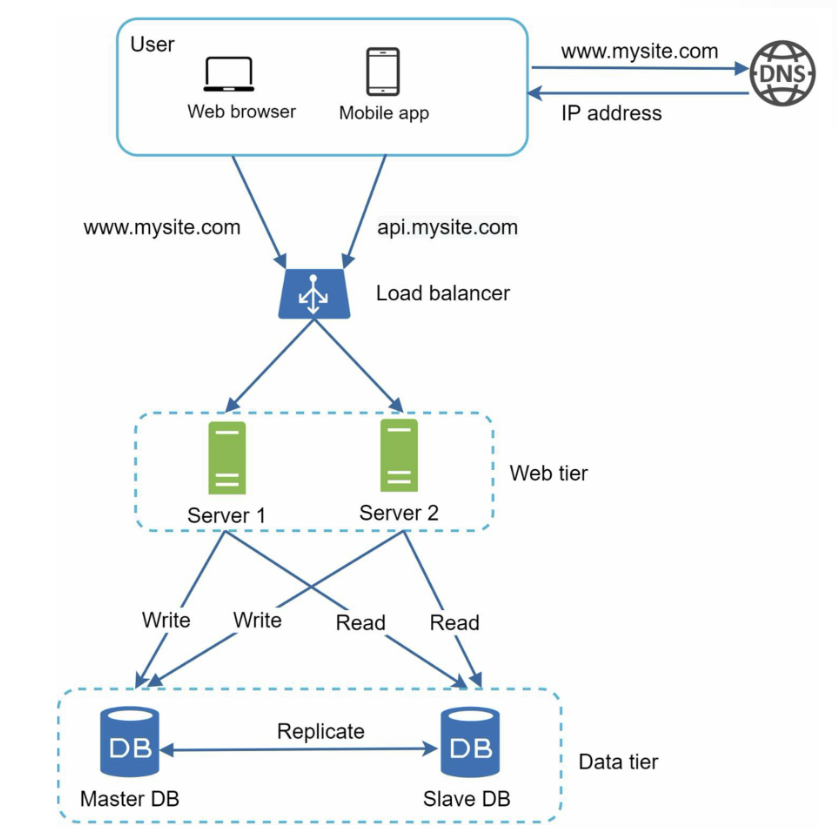 User
www.mysite.com
DNS
Web browser
Mobile app
IP address
www.mysite.com
api.mysite.com
Load balancer
Web tier
Server 1
Server 2
Write
Write
Read
Read
Replicate
DB
DB
Data tier
Master DB
Slave DB